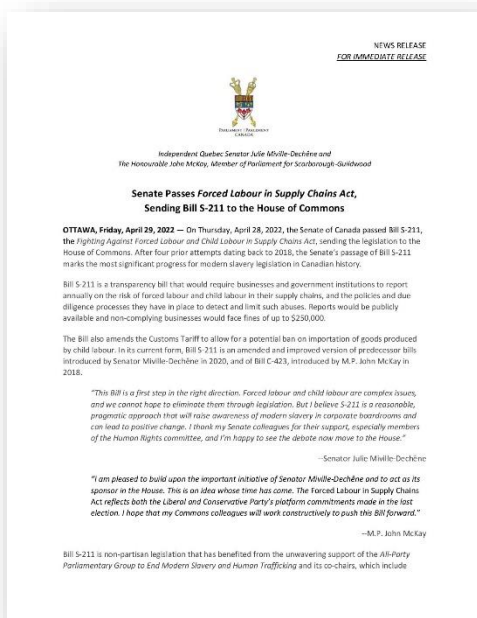 NEWS RELEASE
FOR IMMEDIATE RELEASE
PARLIAMENT | PARLEMENT
CANADA
Independent Quebec Senator Julie Miville-Dechêne and
The Honourable John McKay, Member of Parliament for Scarborough-Guildwood
Senate Passes Forced Labour in Supply Chains Act,
Sending Bill S-211 to the House of Commons
OTTAWA, Friday, April 29, 2022 — On Thursday, April 28, 2022, the Senate of Canada passed Bill S-211,
the Fighting Against Forced Labour and Child Labour in Supply Chains Act, sending the legislation to the
House of Commons. After four prior attempts dating back to 2018, the Senate's passage of Bill S-211
marks the most significant progress for modern slavery legislation in Canadian history.
Bill S-211 is a transparency bill that would require businesses and government institutions to report
annually on the risk of forced labour and child labour in their supply chains, and the policies and due
diligence processes they have in place to detect and limit such abuses. Reports would be publicly
available and non-complying businesses would face fines of up to $250,000.
The Bill also amends the Customs Tariff to allow for a potential ban on importation of goods produced
by child labour. In its current form, Bill S-211 is an amended and improved version of predecessor bills
introduced by Senator Miville-Dechêne in 2020, and of Bill C-423, introduced by M.P. John McKay in
2018.
"This Bill is a first step in the right direction. Forced labour and child labour are complex issues,
and we cannot hope to eliminate them through legislation. But I believe S-211 is a reasonable,
pragmatic approach that will raise awareness of modern slavery in corporate boardrooms and
can lead to positive change. I thank my Senate colleagues for their support, especially members
of the Human Rights committee, and I'm happy to see the debate now move to the House."
--Senator Julie Miville-Dechêne
"I am pleased to build upon the important initiative of Senator Miville-Dechêne and to act as its
sponsor in the House. This is an idea whose time has come. The Forced Labour in Supply Chains
Act reflects both the Liberal and Conservative Party's platform commitments made in the last
election. I hope that my Commons colleagues will work constructively to push this Bill forward."
--M.P. John McKay
Bill S-211 is non-partisan legislation that has benefited from the unwavering support of the All-Party
Parliamentary Group to End Modern Slavery and Human Trafficking and its co-chairs, which include